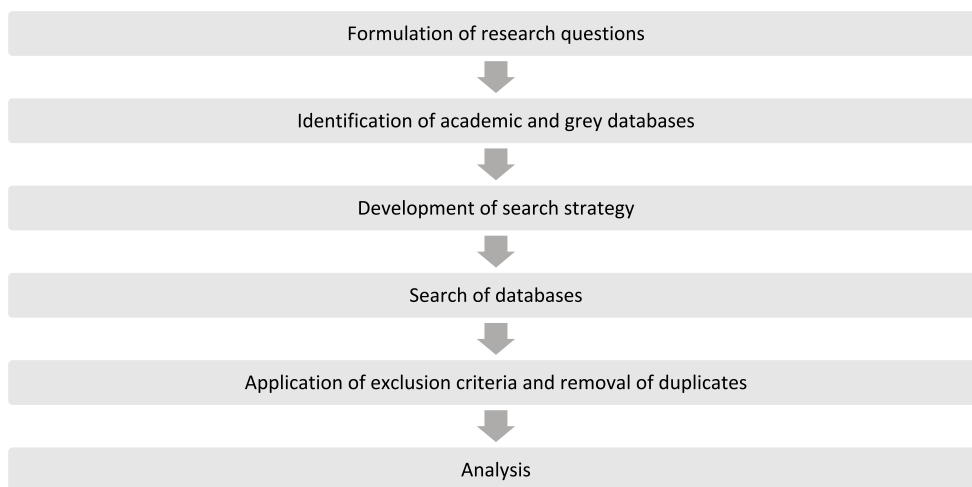 Formulation of research questions
Identification of academic and grey databases
Development of search strategy
Search of databases
Application of exclusion criteria and removal of duplicates
Analysis